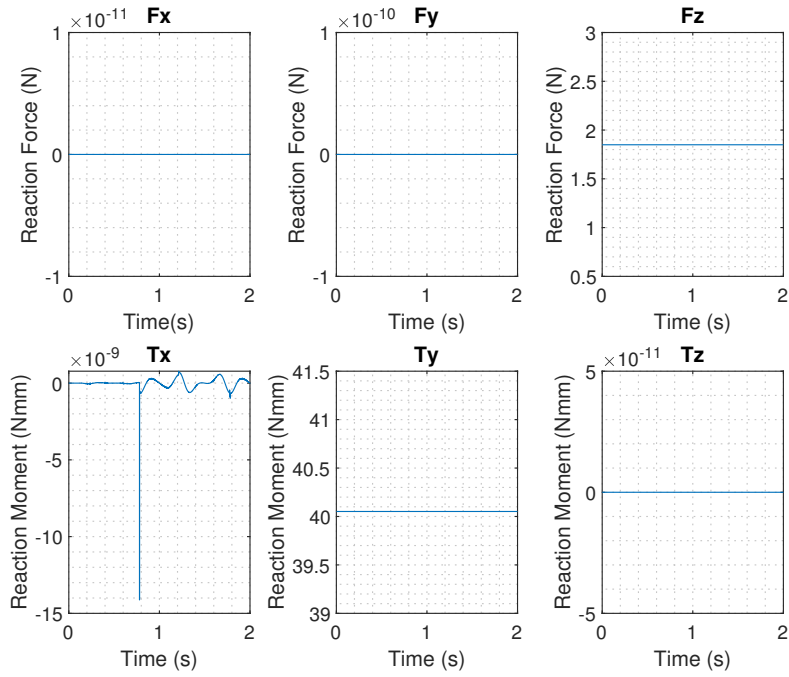 ×10⁻¹¹ Fx
Reaction Force (N)
1
0
-1
0 1 2
Time(s)
×10⁻¹⁰ Fy
Reaction Force (N)
1
0
-1
0 1 2
Time (s)
Fz
Reaction Force (N)
3
2.5
2
1.5
1
0.5
0 1 2
Time (s)
×10⁻⁹ Tx
Reaction Moment (Nmm)
0
-5
-10
-15
0 1 2
Time (s)
Ty
Reaction Moment (Nmm)
41.5
41
40.5
40
39.5
39
0 1 2
Time (s)
×10⁻¹¹ Tz
Reaction Moment (Nmm)
5
0
-5
0 1 2
Time (s)